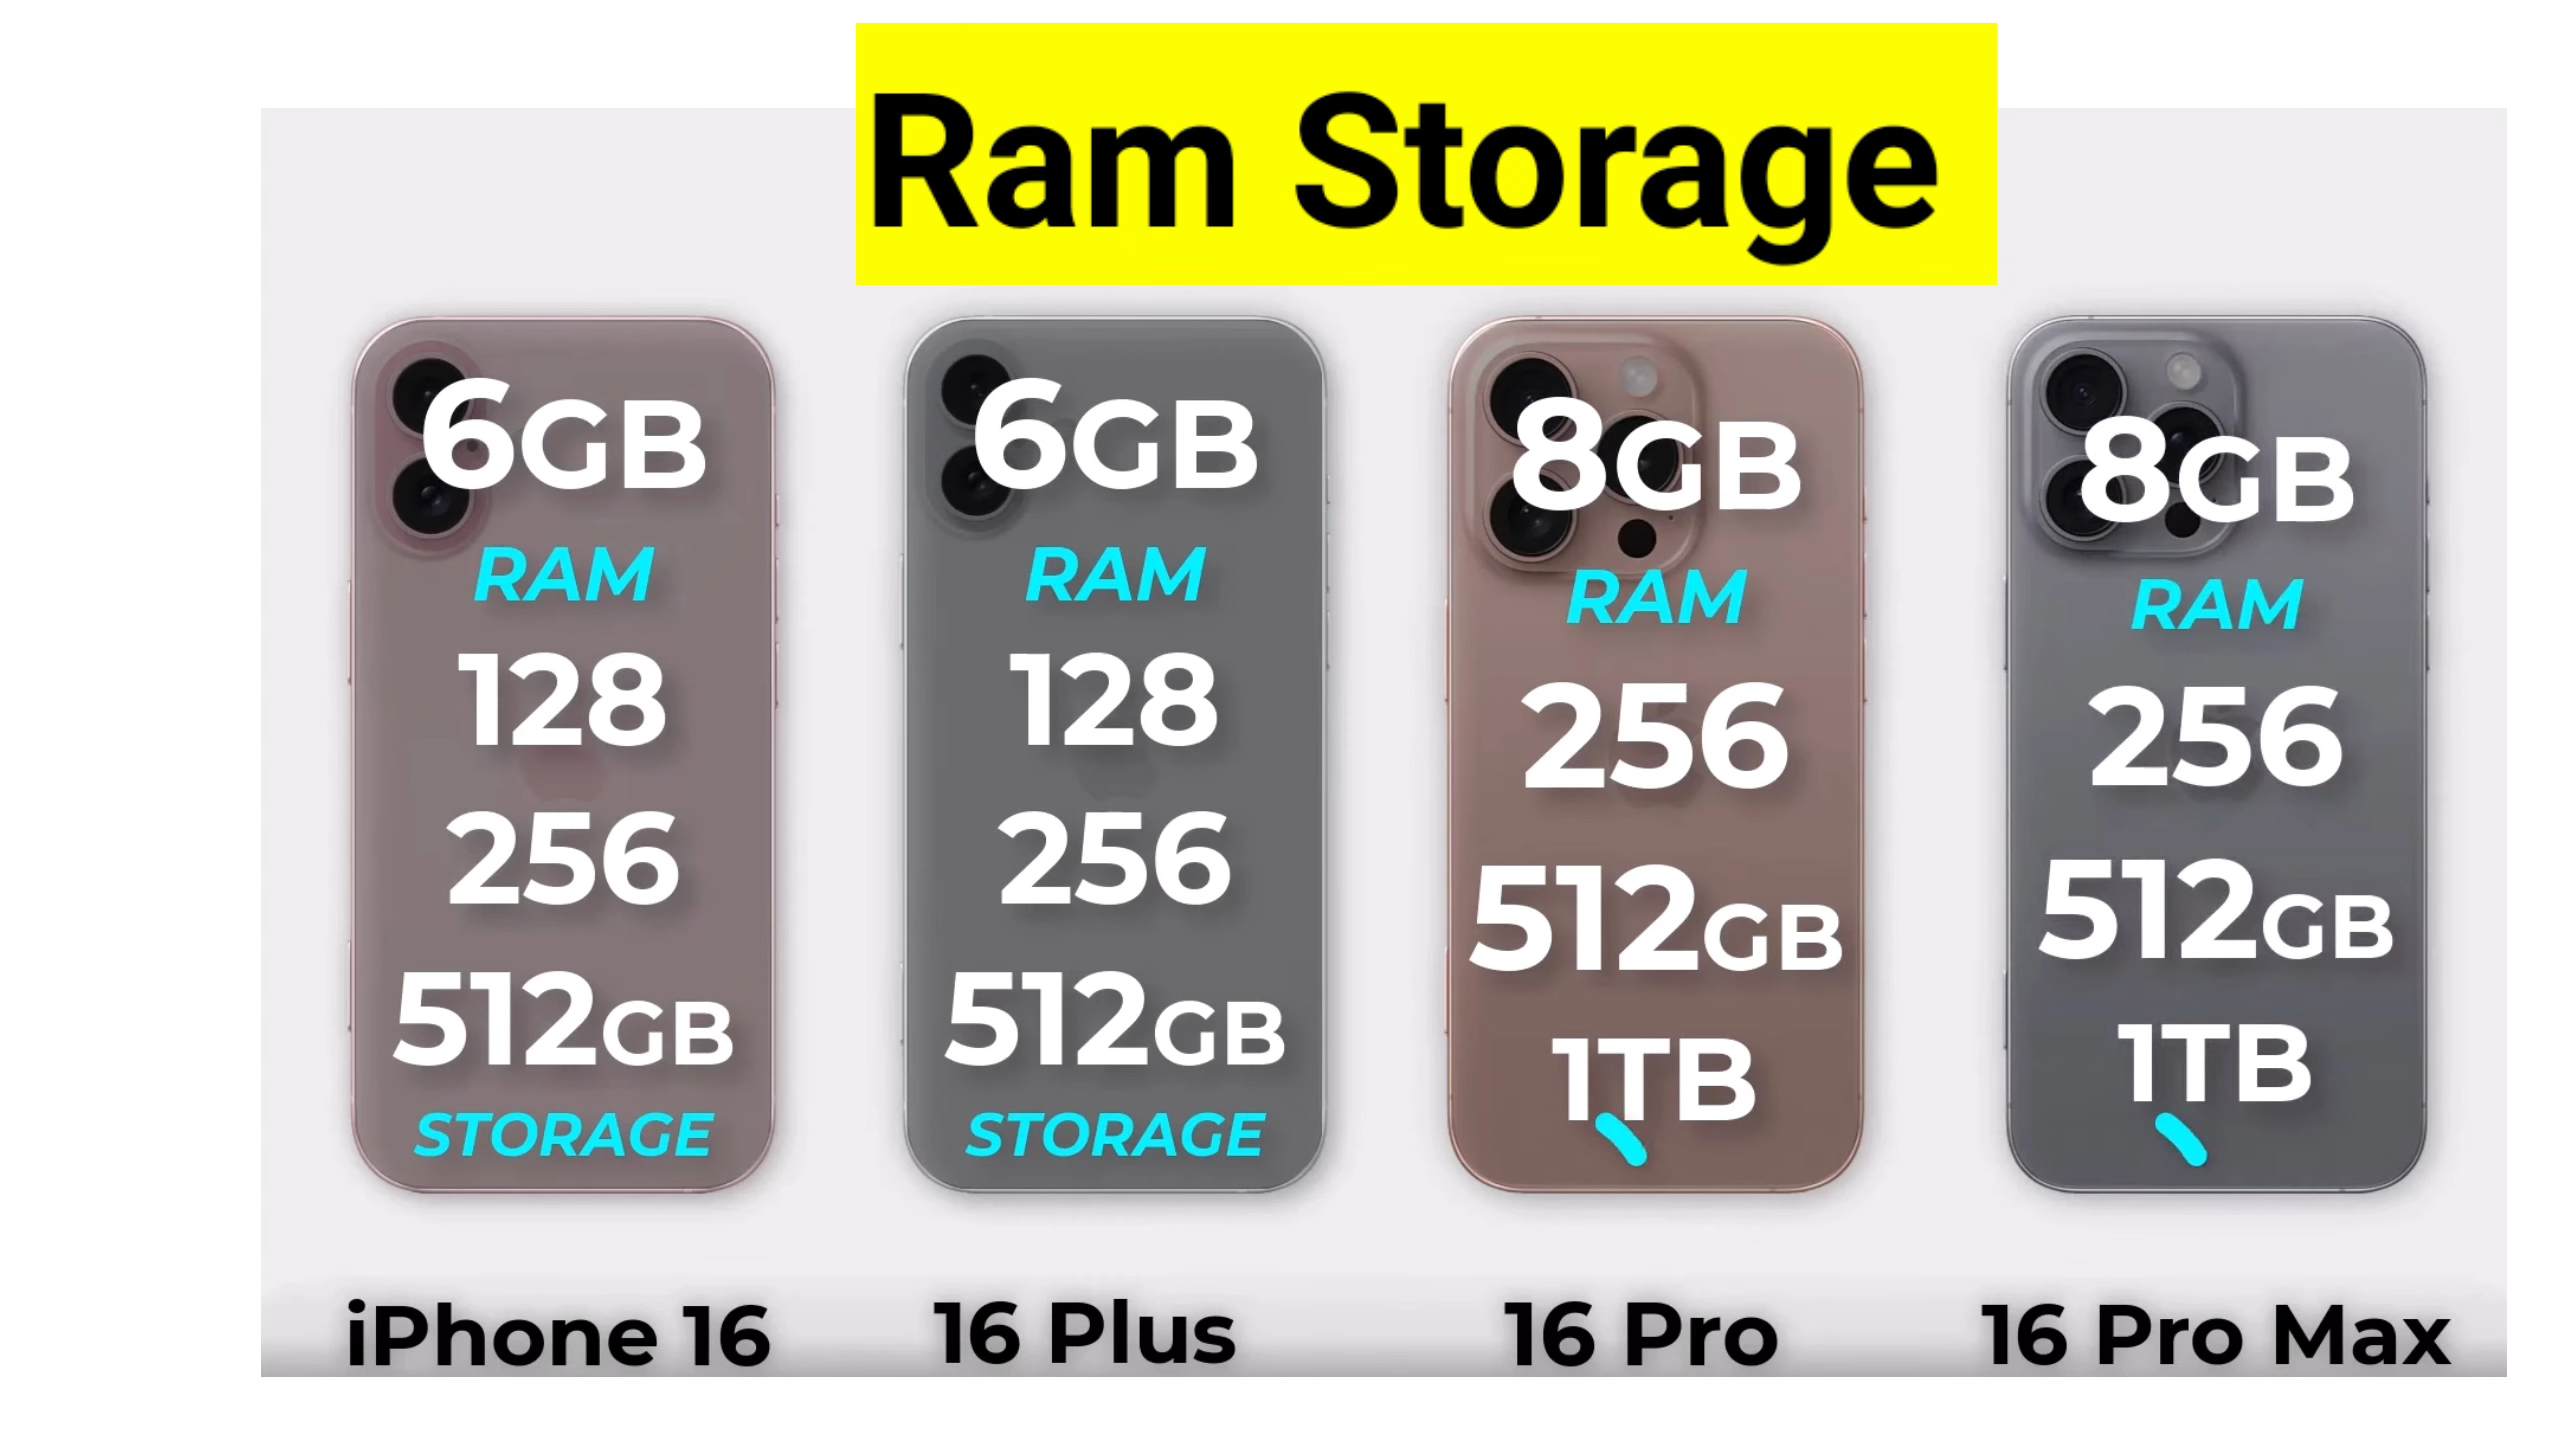 Ram Storage
6GB
RAM
128
256
512GB
STORAGE
iPhone 16
6GB
RAM
128
256
512GB
STORAGE
16 Plus
8GB
RAM
256
512GB
1TB
16 Pro
8GB
RAM
256
512GB
1TB
16 Pro Max